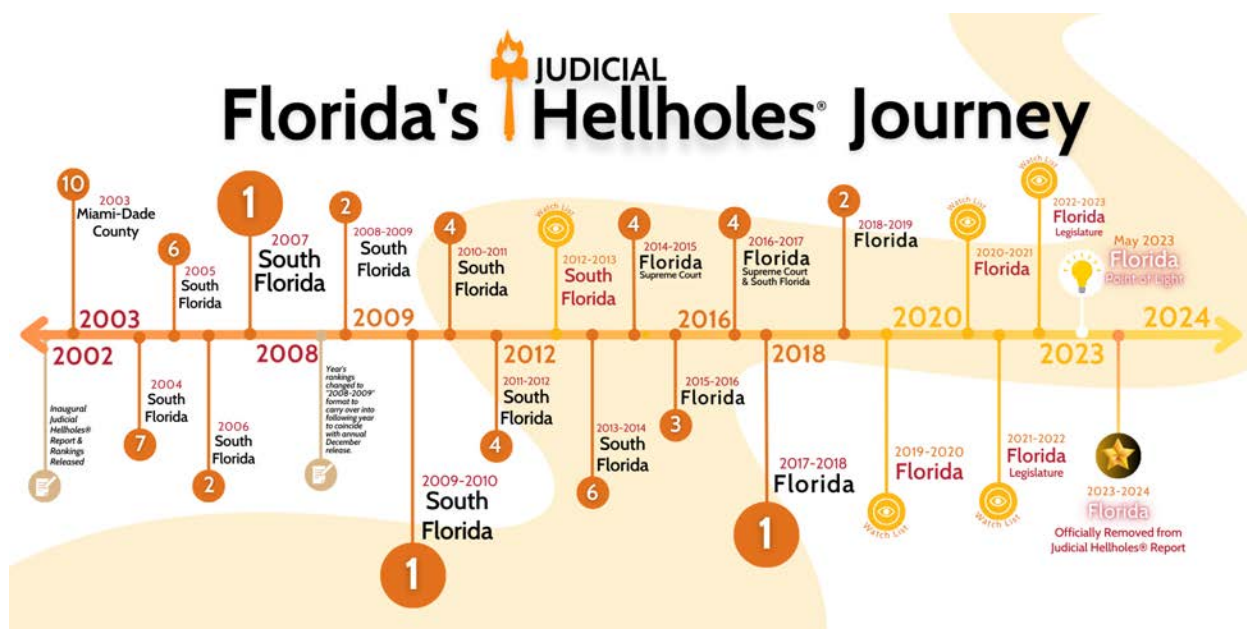 JUDICIAL
Florida's Hellholes® Journey
10
2003
Miami-Dade
County
6
2005
South
Florida
1
2007
South
Florida
2
2008-2009
South
Florida
4
2010-2011
South
Florida
Watch List
2012-2013
South
Florida
4
2014-2015
Florida
Supreme Court
4
2016-2017
Florida
Supreme Court
& South Florida
2
2018-2019
Florida
Watch List
2020-2021
Florida
Watch List
2022-2023
Florida
Legislature
May 2023
Florida
Point of Light
2003
2009
2016
2020
2024
2002
2008
2012
2018
2023
Inaugural
Judicial
Hellholes®
Report &
Rankings
Released
2004
South
Florida
7
2006
South
Florida
2
Year's
rankings
changed to
"2008-2009"
format to
carry over into
following year
to coincide
with annual
December
release.
2009-2010
South
Florida
1
2011-2012
South
Florida
4
2013-2014
South
Florida
6
2015-2016
Florida
3
2017-2018
Florida
1
2019-2020
Florida
Watch List
2021-2022
Florida
Legislature
Watch List
2023-2024
Florida
Officially Removed from
Judicial Hellholes® Report